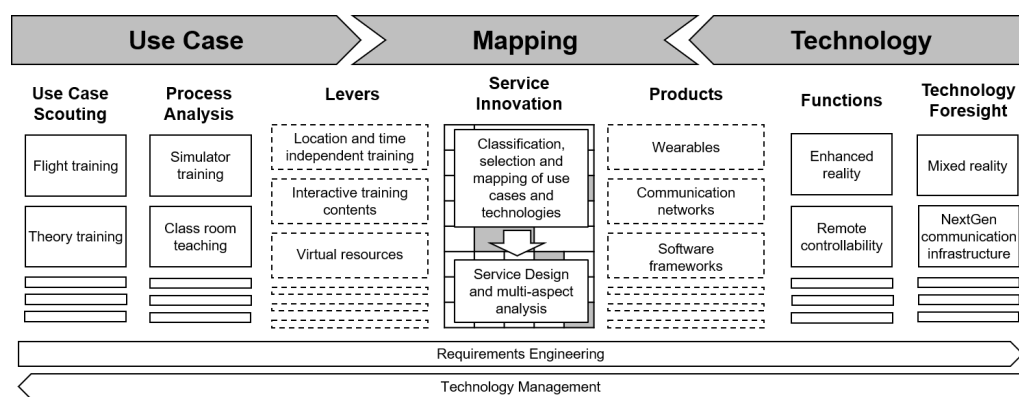 Use Case
Mapping
Technology
Use Case
Scouting
Process
Analysis
Levers
Service
Innovation
Products
Functions
Technology
Foresight
Flight training
Theory training
Simulator
training
Class room
teaching
Location and time
independent training
Interactive training
contents
Virtual resources
Classification,
selection and
mapping of use
cases and
technologies
Service Design
and multi-aspect
analysis
Wearables
Communication
networks
Software
frameworks
Enhanced
reality
Remote
controllability
Mixed reality
NextGen
communication
infrastructure
Requirements Engineering
Technology Management